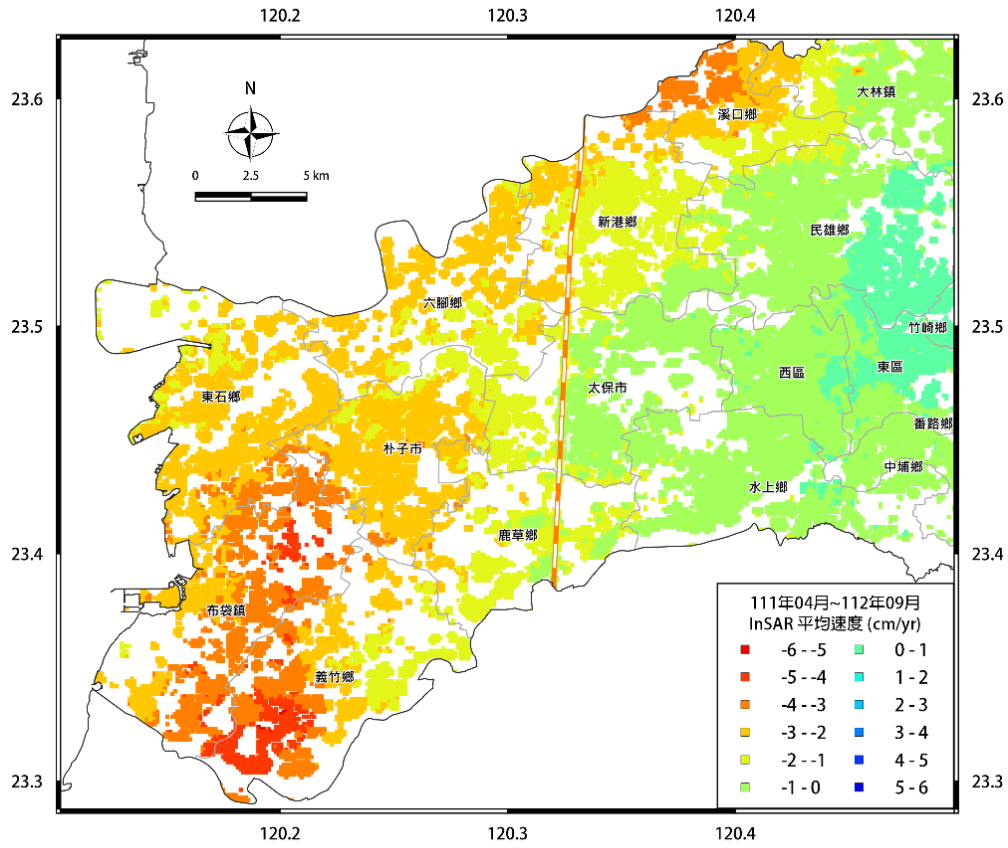 120.2 120.3 120.4
23.6 23.6
N
0 2.5 5 km
大林鎮
溪口鄉
新港鄉
民雄鄉
六腳鄉
23.5 23.5
竹崎鄉
東區
西區
太保市
東石鄉
番路鄉
朴子市
中埔鄉
水上鄉
鹿草鄉
23.4 23.4
布袋鎮
義竹鄉
111年04月~112年09月
InSAR 平均速度 (cm/yr)
-6 - -5 0 - 1
-5 - -4 1 - 2
-4 - -3 2 - 3
-3 - -2 3 - 4
-2 - -1 4 - 5
-1 - 0 5 - 6
23.3 23.3
120.2 120.3 120.4